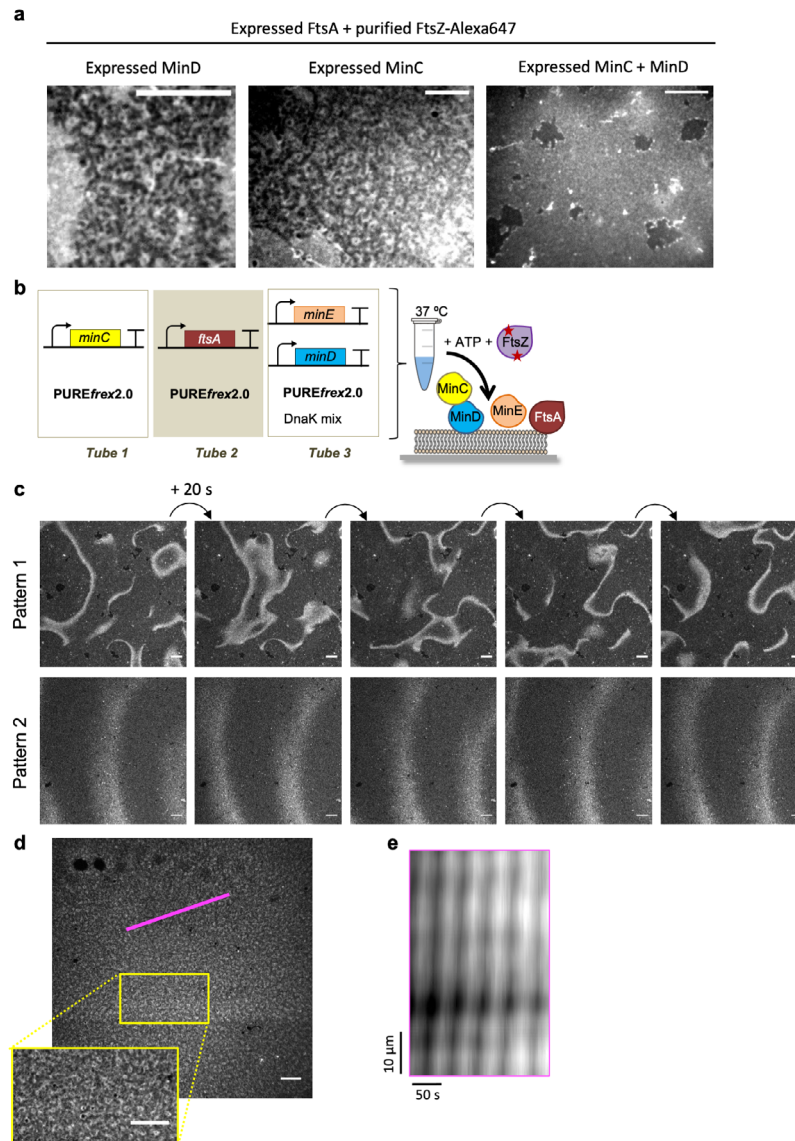 a
Expressed FtsA + purified FtsZ-Alexa647
Expressed MinD
Expressed MinC
Expressed MinC + MinD
b
minC
PUREfrex2.0
Tube 1
ftsA
PUREfrex2.0
Tube 2
minE
minD
PUREfrex2.0
DnaK mix
Tube 3
37 ºC
+ ATP +
FtsZ
MinC
MinD
MinE
FtsA
c
+ 20 s
Pattern 1
Pattern 2
d
e
10 µm
50 s